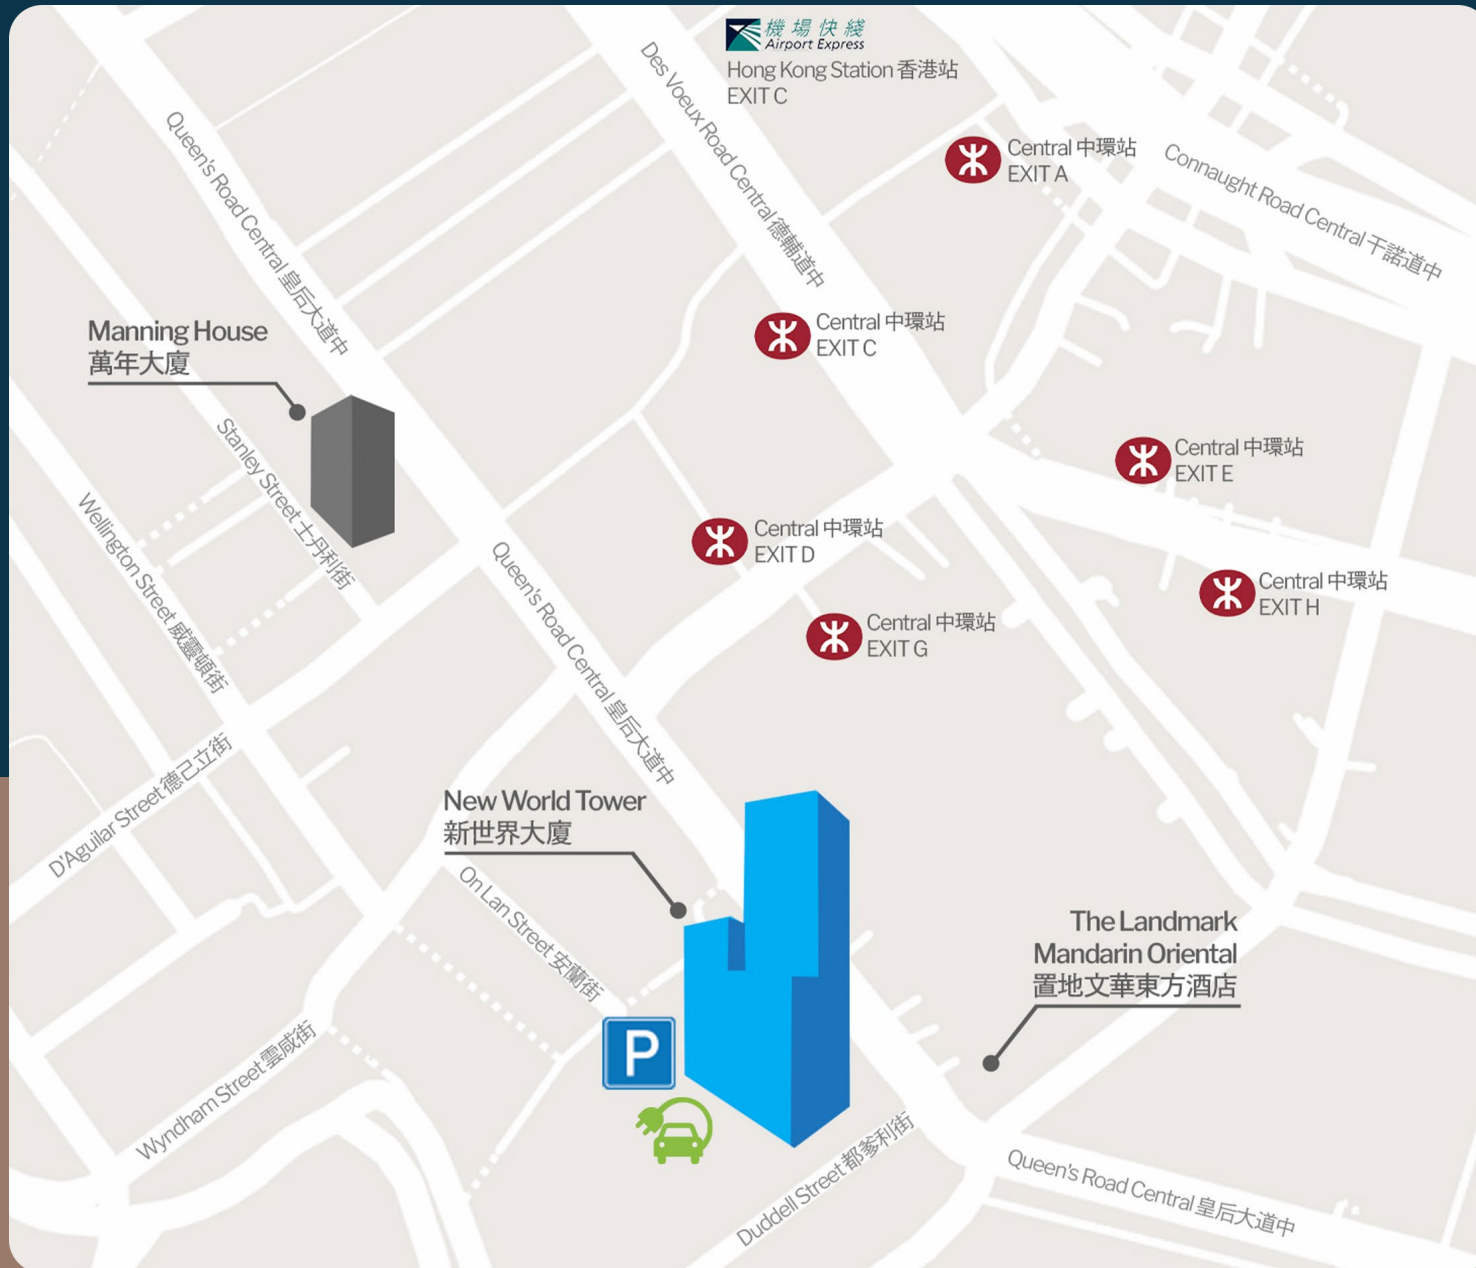 機場快綫
Airport Express
Hong Kong Station 香港站
EXIT C
Des Voeux Road Central 德輔道中
Central 中環站
EXIT A
Connaught Road Central 干諾道中
Queen's Road Central 皇后大道中
Central 中環站
EXIT C
Manning House
萬年大廈
Stanley Street 士丹利街
Central 中環站
EXIT E
Wellington Street 威靈頓街
Central 中環站
EXIT D
Central 中環站
EXIT H
Central 中環站
EXIT G
Queen's Road Central 皇后大道中
D'Aguilar Street 德己立街
New World Tower
新世界大廈
On Lan Street 安蘭街
The Landmark
Mandarin Oriental
置地文華東方酒店
P
Wyndham Street 雲咸街
Duddell Street 都爹利街
Queen's Road Central 皇后大道中